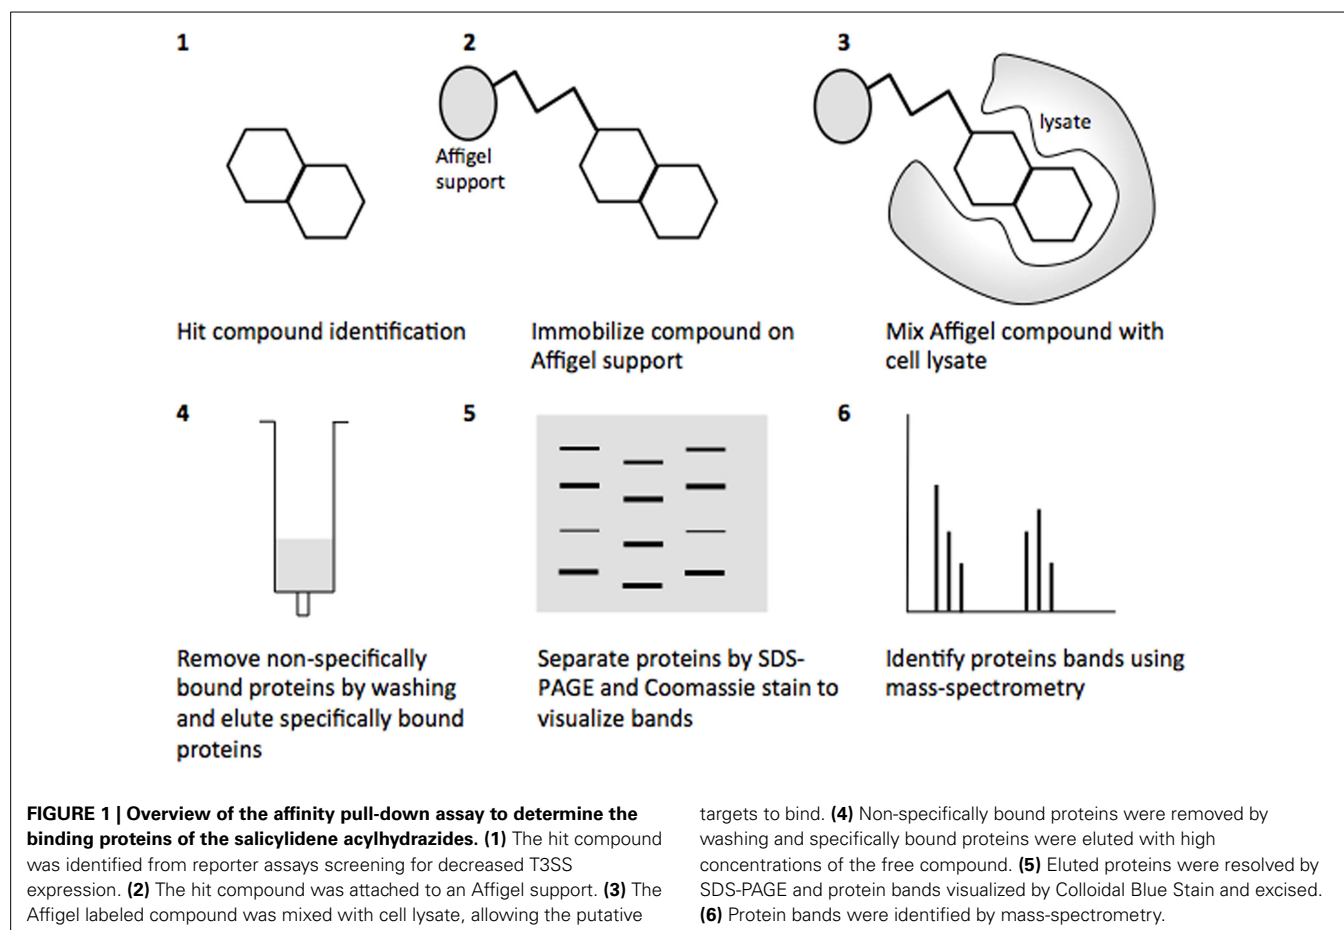 1
2
3
Affigel
support
lysate
Hit compound identification
Immobilize compound on
Affigel support
Mix Affigel compound with
cell lysate
4
5
6
Remove non-specifically
bound proteins by washing
and elute specifically bound
proteins
Separate proteins by SDS-
PAGE and Coomassie stain to
visualize bands
Identify proteins bands using
mass-spectrometry
FIGURE 1 | Overview of the affinity pull-down assay to determine the
binding proteins of the salicylidene acylhydrazides. (1) The hit compound
was identified from reporter assays screening for decreased T3SS
expression. (2) The hit compound was attached to an Affigel support. (3) The
Affigel labeled compound was mixed with cell lysate, allowing the putative
targets to bind. (4) Non-specifically bound proteins were removed by
washing and specifically bound proteins were eluted with high
concentrations of the free compound. (5) Eluted proteins were resolved by
SDS-PAGE and protein bands visualized by Colloidal Blue Stain and excised.
(6) Protein bands were identified by mass-spectrometry.